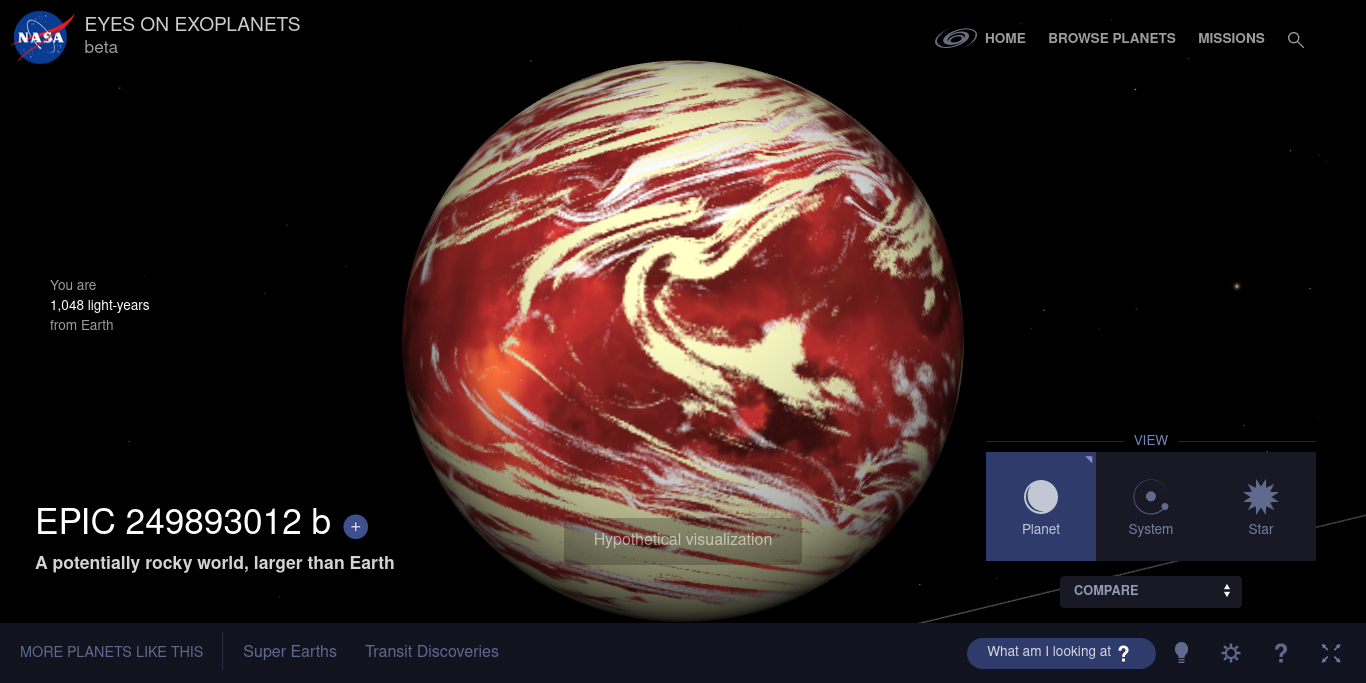 NASA
EYES ON EXOPLANETS
beta
HOME
BROWSE PLANETS
MISSIONS
You are
1,048 light-years
from Earth
EPIC 249893012 b +
A potentially rocky world, larger than Earth
Hypothetical visualization
VIEW
Planet
System
Star
COMPARE
MORE PLANETS LIKE THIS
Super Earths
Transit Discoveries
What am I looking at ?
?